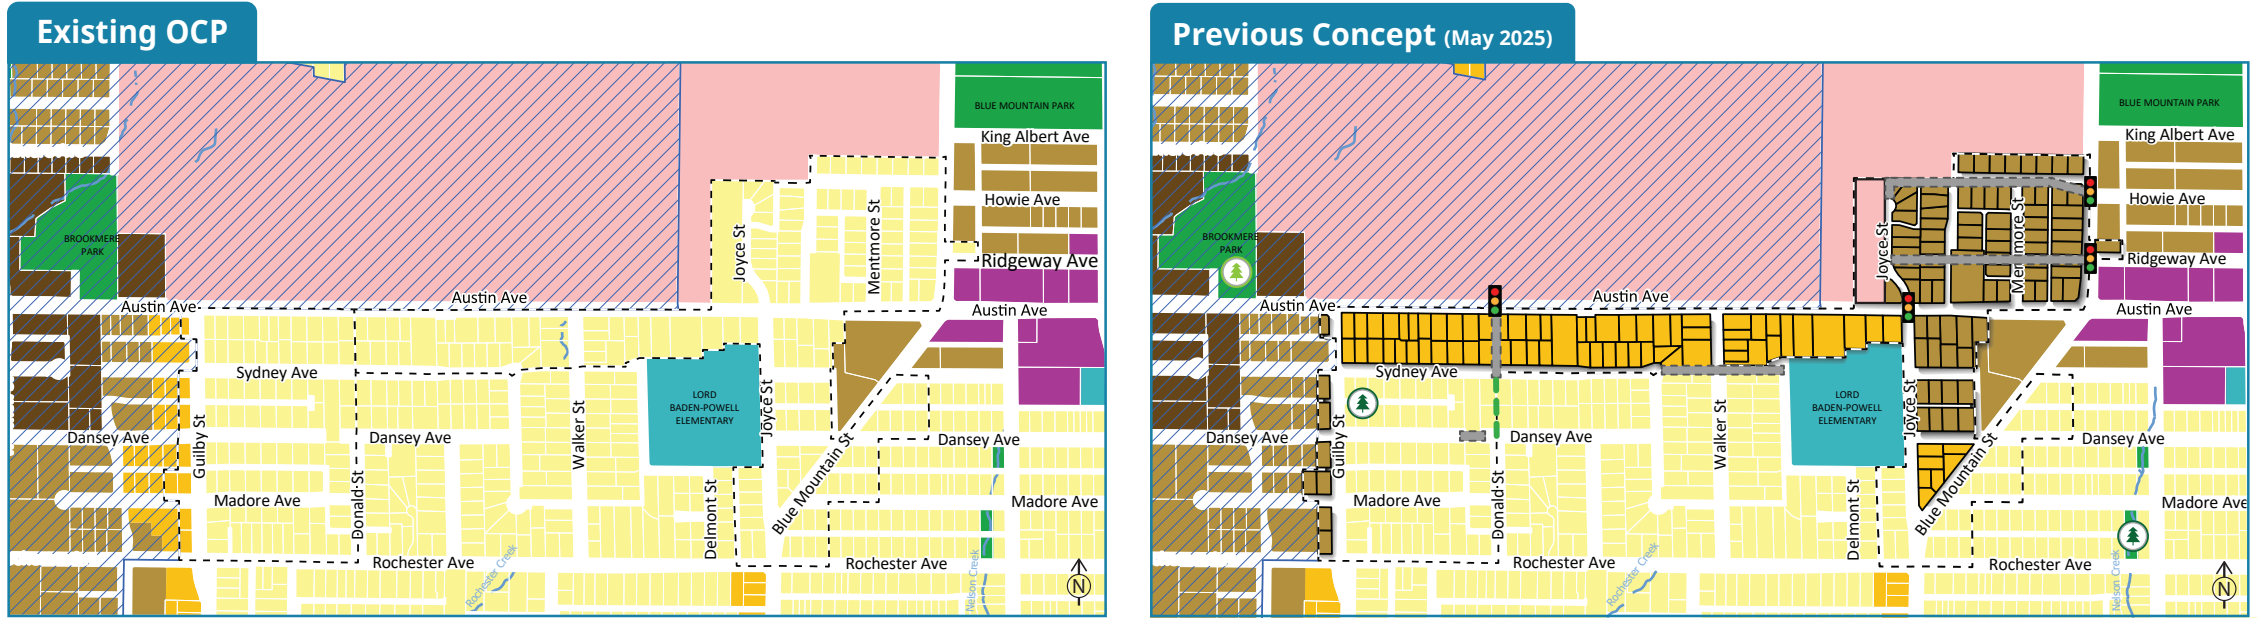 Existing OCP
BLUE MOUNTAIN PARK
King Albert Ave
Howie Ave
Mentmore St
Joyce St
BROOKMERE
PARK
Ridgeway Ave
Austin Ave
Austin Ave
Austin Ave
Sydney Ave
LORD
BADEN-POWELL
ELEMENTARY
Joyce St
Walker St
Guilby St
Dansey Ave
Dansey Ave
Dansey Ave
Blue Mountain St
Donald St
Delmont St
Madore Ave
Madore Ave
Rochester Ave
Rochester Ave
Rochester Creek
Nelson Creek
N
Previous Concept (May 2025)
BLUE MOUNTAIN PARK
King Albert Ave
Howie Ave
Mentmore St
Joyce St
BROOKMERE
PARK
Ridgeway Ave
Austin Ave
Austin Ave
Austin Ave
Sydney Ave
LORD
BADEN-POWELL
ELEMENTARY
Joyce St
Walker St
Guilby St
Dansey Ave
Dansey Ave
Dansey Ave
Blue Mountain St
Donald St
Delmont St
Madore Ave
Madore Ave
Rochester Ave
Rochester Ave
Rochester Creek
Nelson Creek
N